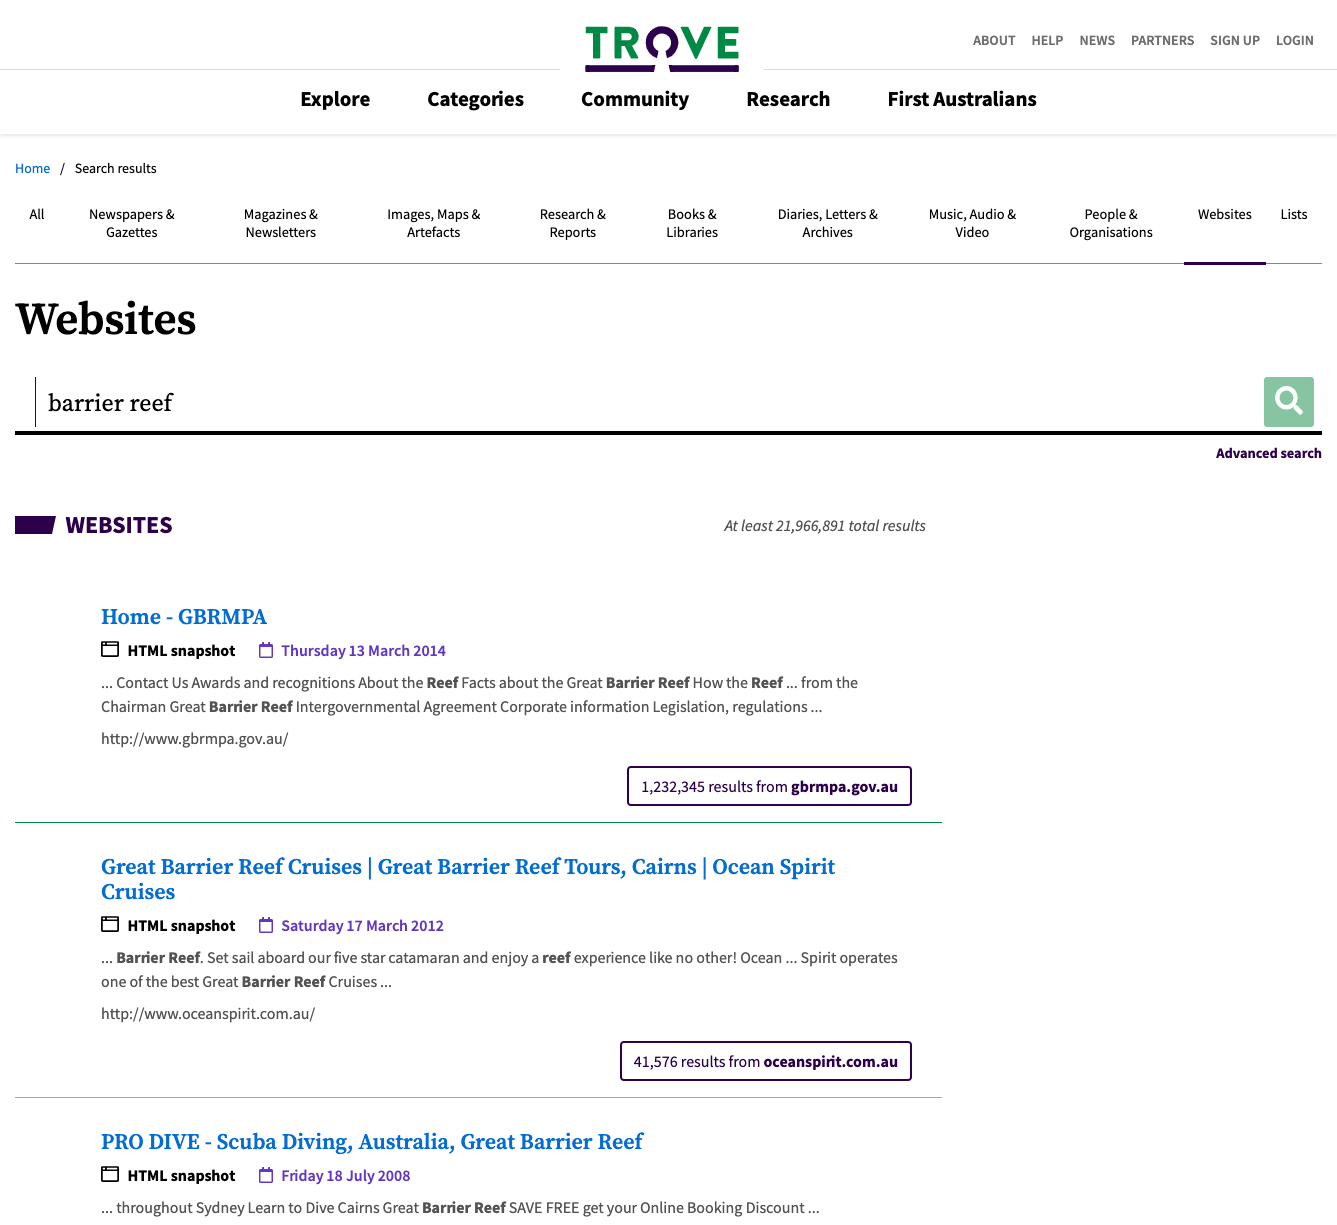 TROVE
ABOUT HELP NEWS PARTNERS SIGN UP LOGIN
Explore Categories Community Research First Australians
Home / Search results
All
Newspapers &
Gazettes
Magazines &
Newsletters
Images, Maps &
Artefacts
Research &
Reports
Books &
Libraries
Diaries, Letters &
Archives
Music, Audio &
Video
People &
Organisations
Websites
Lists
Websites
barrier reef
Advanced search
WEBSITES
At least 21,966,891 total results
Home - GBRMPA
HTML snapshot Thursday 13 March 2014
... Contact Us Awards and recognitions About the Reef Facts about the Great Barrier Reef How the Reef ... from the
Chairman Great Barrier Reef Intergovernmental Agreement Corporate information Legislation, regulations ...
http://www.gbrmpa.gov.au/
1,232,345 results from gbrmpa.gov.au
Great Barrier Reef Cruises | Great Barrier Reef Tours, Cairns | Ocean Spirit
Cruises
HTML snapshot Saturday 17 March 2012
... Barrier Reef. Set sail aboard our five star catamaran and enjoy a reef experience like no other! Ocean ... Spirit operates
one of the best Great Barrier Reef Cruises ...
http://www.oceanspirit.com.au/
41,576 results from oceanspirit.com.au
PRO DIVE - Scuba Diving, Australia, Great Barrier Reef
HTML snapshot Friday 18 July 2008
... throughout Sydney Learn to Dive Cairns Great Barrier Reef SAVE FREE get your Online Booking Discount ...